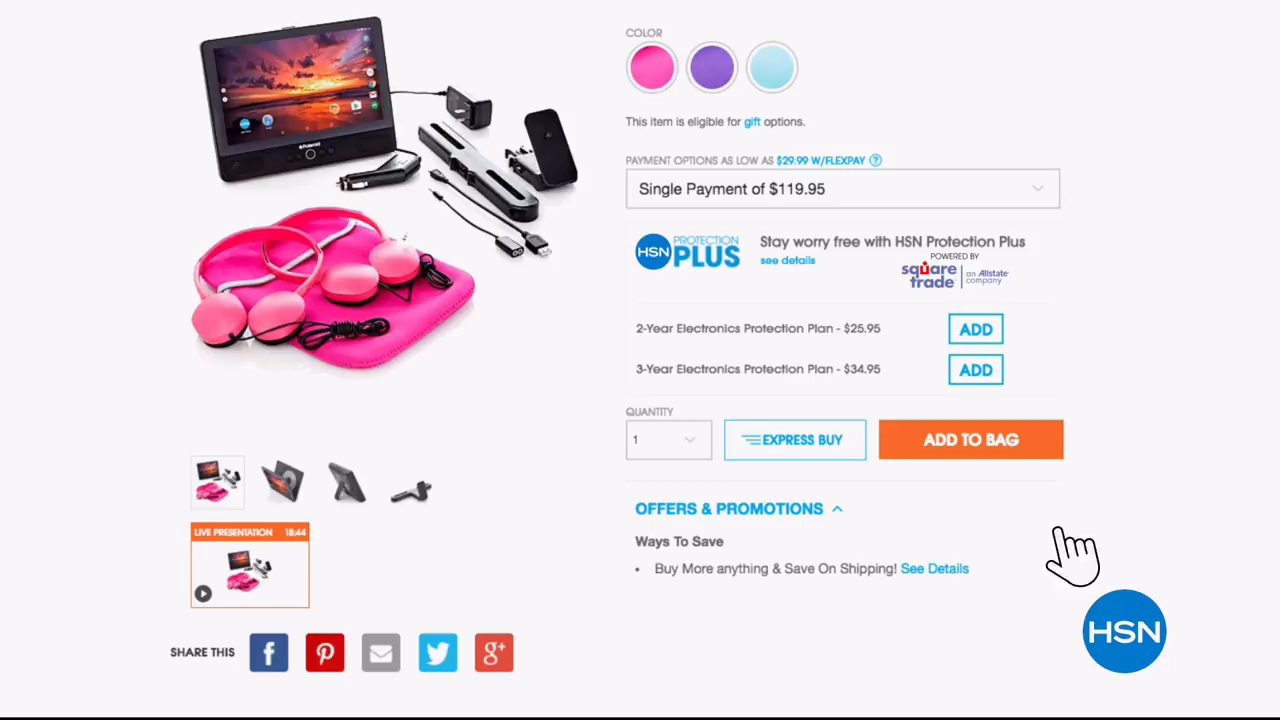 COLOR
This item is eligible for gift options.
PAYMENT OPTIONS AS LOW AS $29.99 W/FLEXPAY ?
Single Payment of $119.95
HSN PROTECTION PLUS
Stay worry free with HSN Protection Plus
see details
POWERED BY
square trade
an Allstate company
2-Year Electronics Protection Plan - $25.95
ADD
3-Year Electronics Protection Plan - $34.95
ADD
QUANTITY
1
EXPRESS BUY
ADD TO BAG
OFFERS & PROMOTIONS
Ways To Save
• Buy More anything & Save On Shipping! See Details
Polaroid
LIVE PRESENTATION 18:44
SHARE THIS
HSN